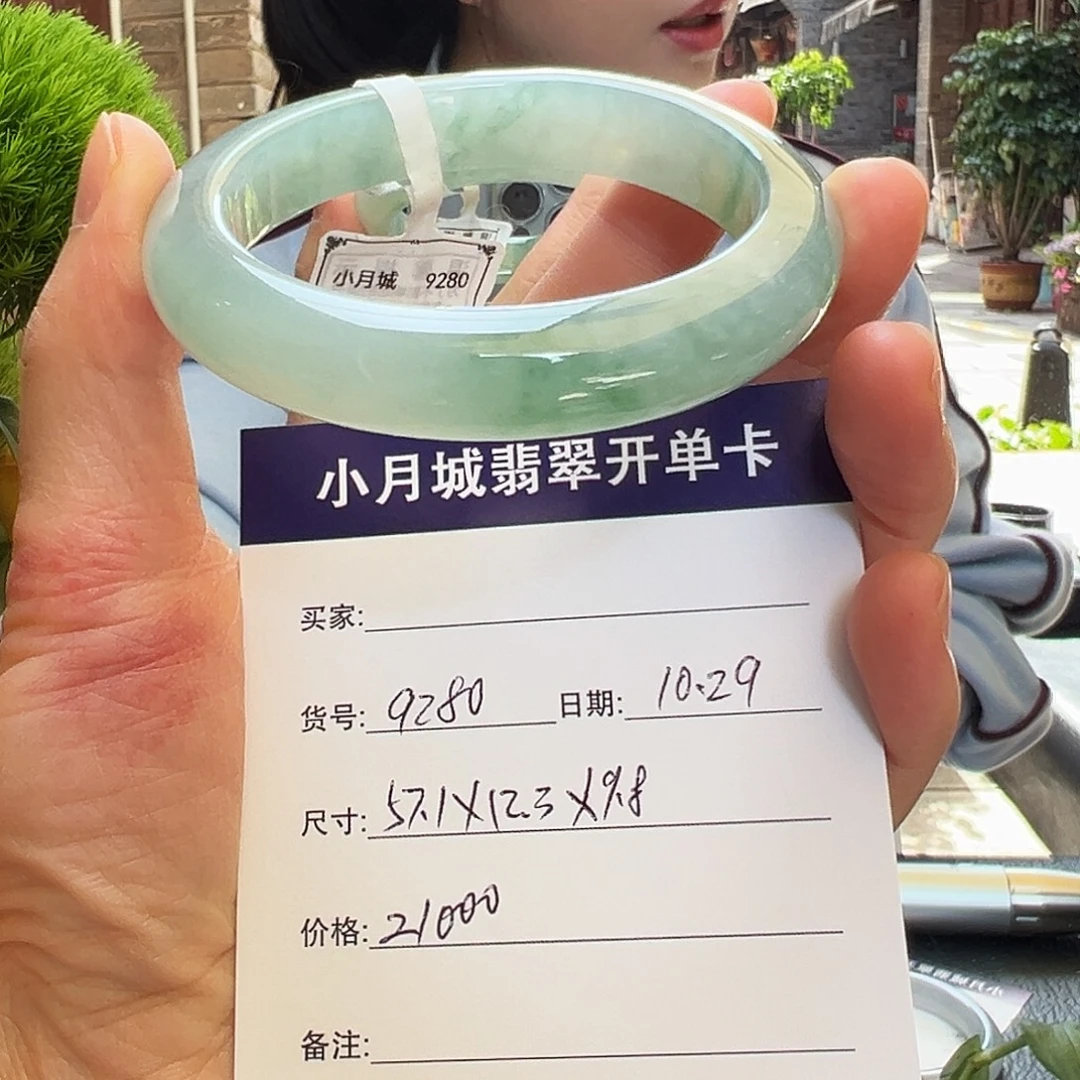 小月城 9280
小月城翡翠开单卡
买家:
货号: 9280 日期: 10.29
尺寸: 57.1X12.3X9.8
价格: 21000
备注: